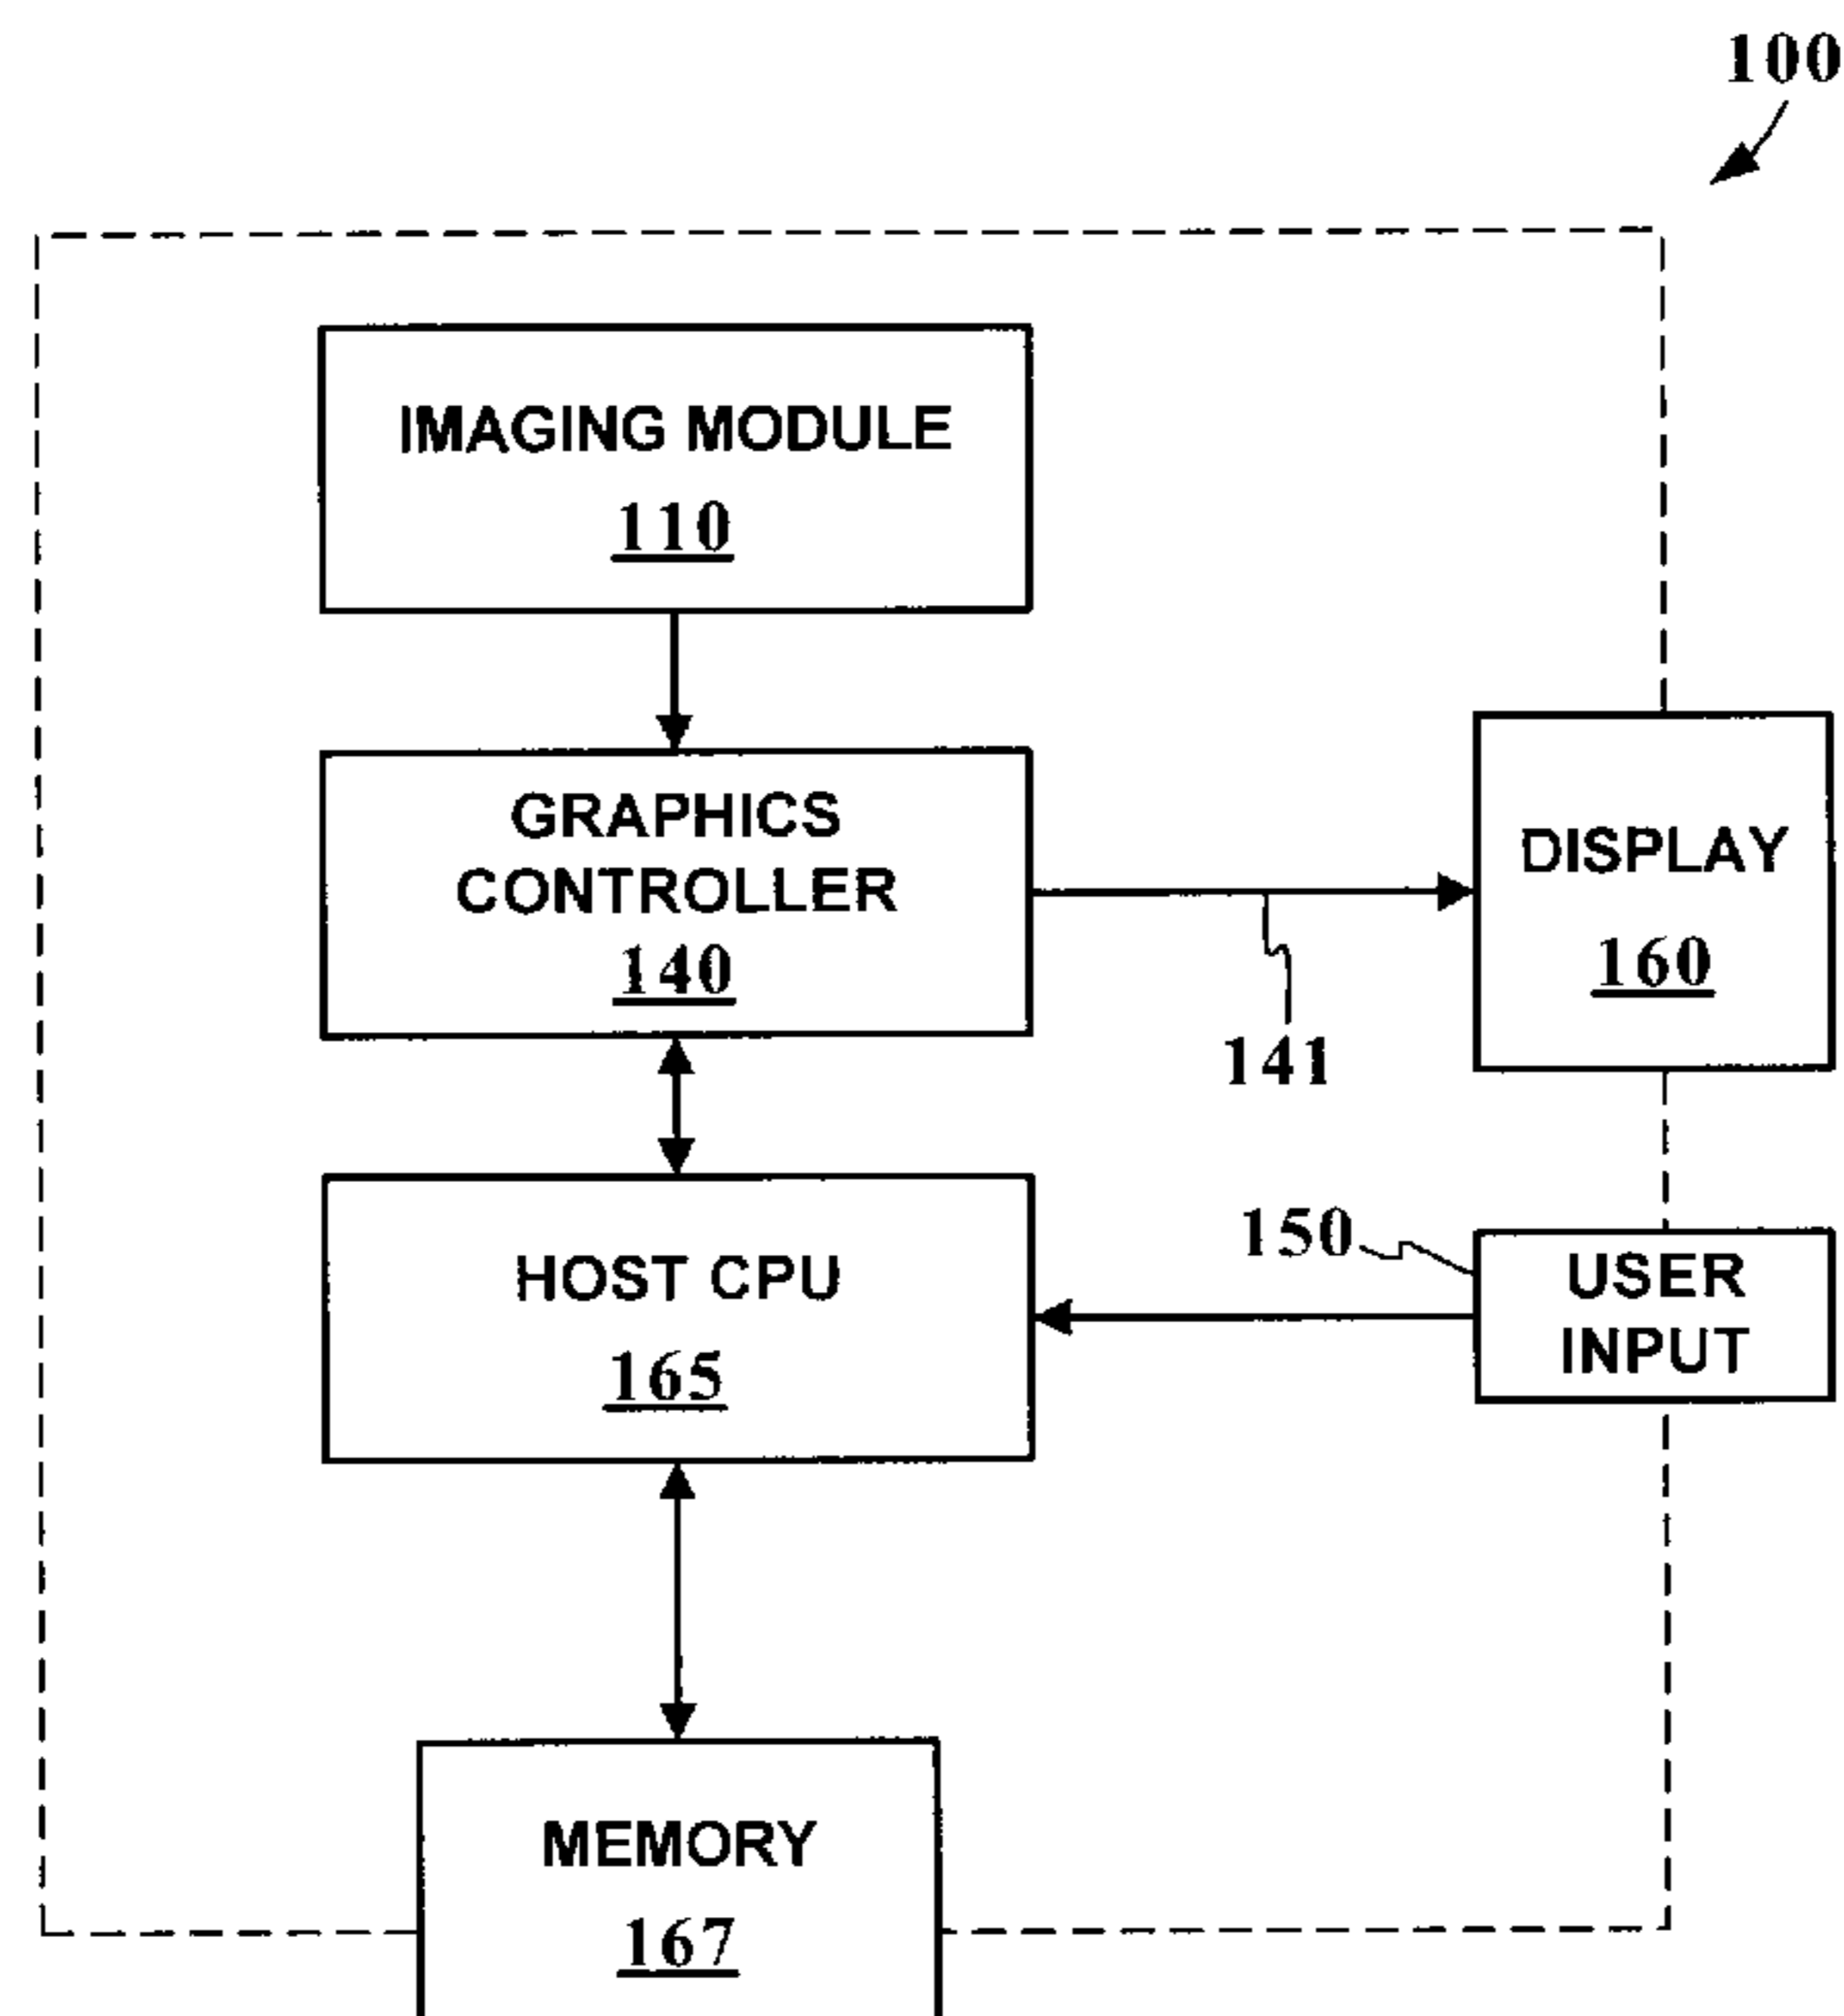 100
IMAGING MODULE
110
GRAPHICS
CONTROLLER
140
DISPLAY
160
141
150
USER
INPUT
HOST CPU
165
MEMORY
167